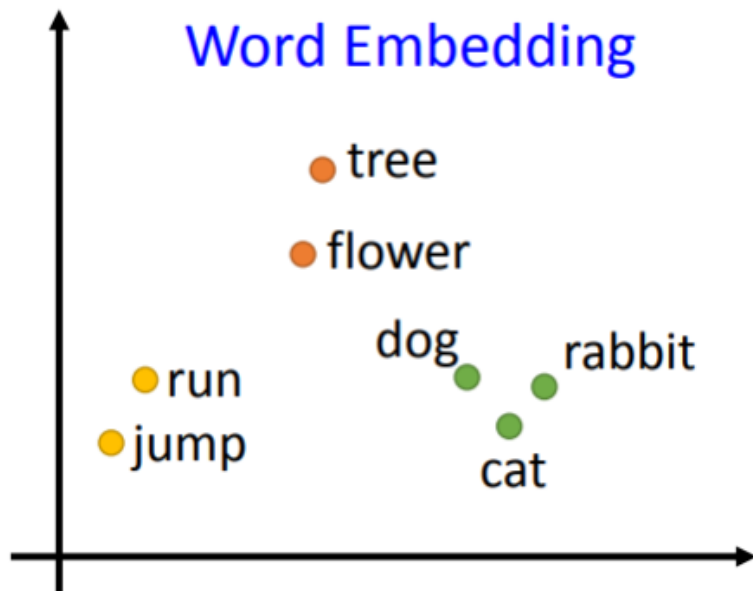 Word Embedding
tree
flower
dog
rabbit
run
jump
cat